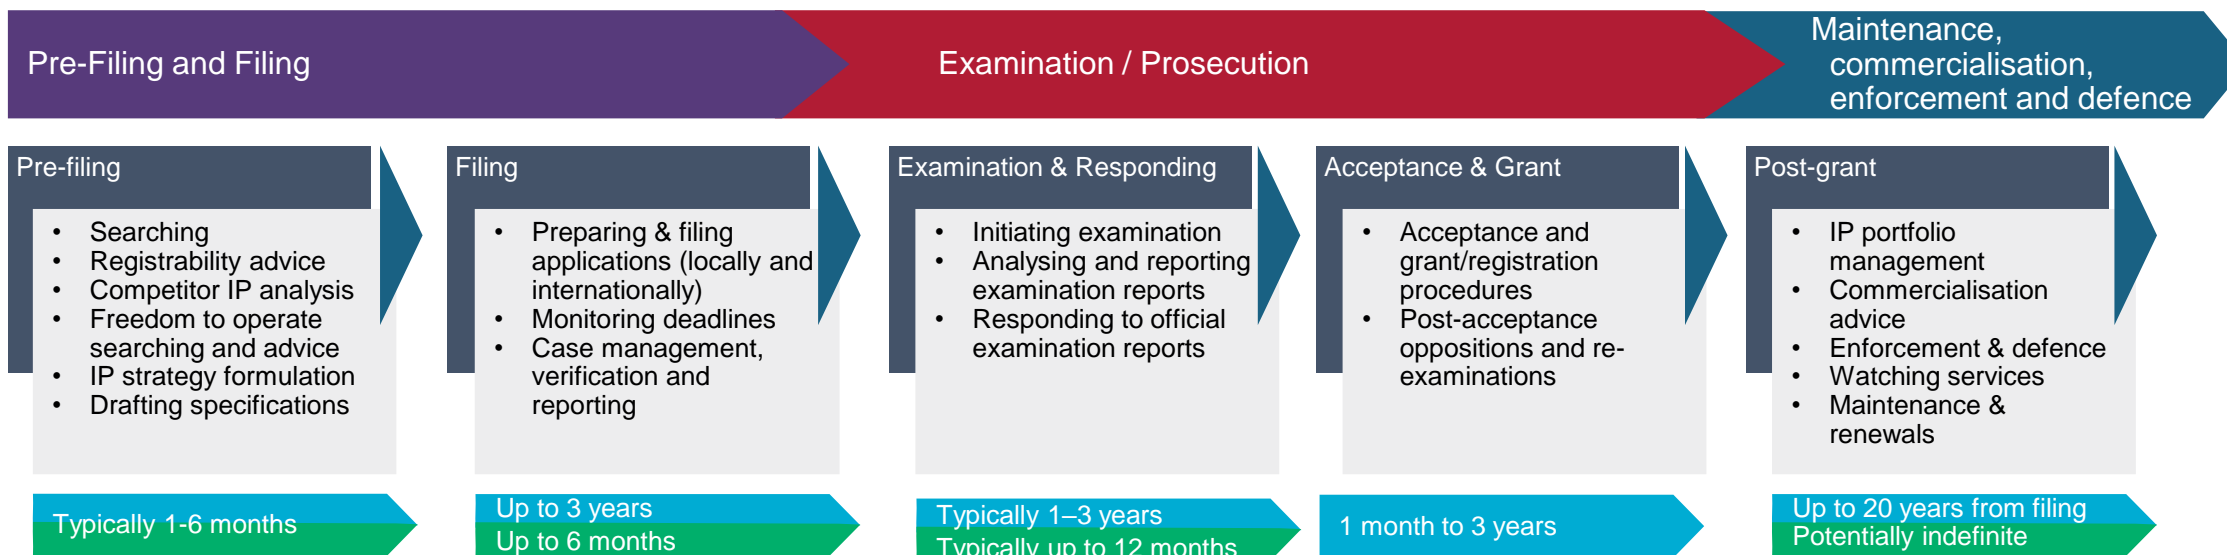 Pre-Filing and Filing
Examination / Prosecution
Maintenance,
commercialisation,
enforcement and defence
Pre-filing
• Searching
• Registrability advice
• Competitor IP analysis
• Freedom to operate
searching and advice
• IP strategy formulation
• Drafting specifications
Typically 1-6 months
Filing
• Preparing & filing
applications (locally and
internationally)
• Monitoring deadlines
• Case management,
verification and
reporting
Up to 3 years
Up to 6 months
Examination & Responding
• Initiating examination
• Analysing and reporting
examination reports
• Responding to official
examination reports
Typically 1–3 years
Typically up to 12 months
Acceptance & Grant
• Acceptance and
grant/registration
procedures
• Post-acceptance
oppositions and re-
examinations
1 month to 3 years
Post-grant
• IP portfolio
management
• Commercialisation
advice
• Enforcement & defence
• Watching services
• Maintenance &
renewals
Up to 20 years from filing
Potentially indefinite